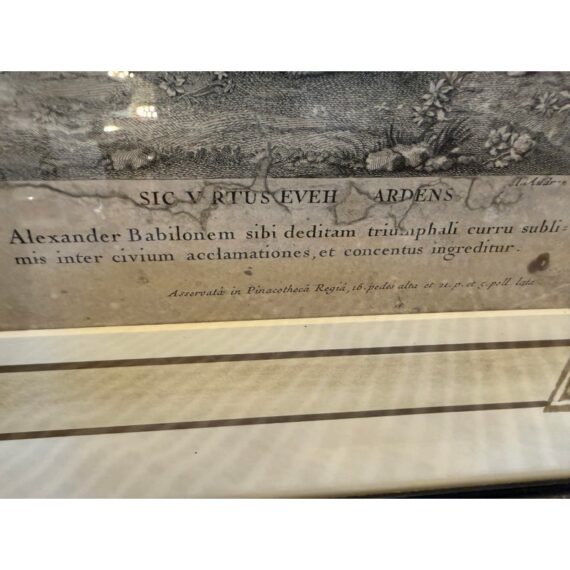 SIC V RTUS EVEH ARDENS
Alexander Babilonem sibi deditam triumphali curru subli=
mis inter civium acclamationes, et concentus ingreditur.
Asservatâ in Pinacothecâ Regiâ, 16. pedes alta et 21. p. et 5. poll. lata